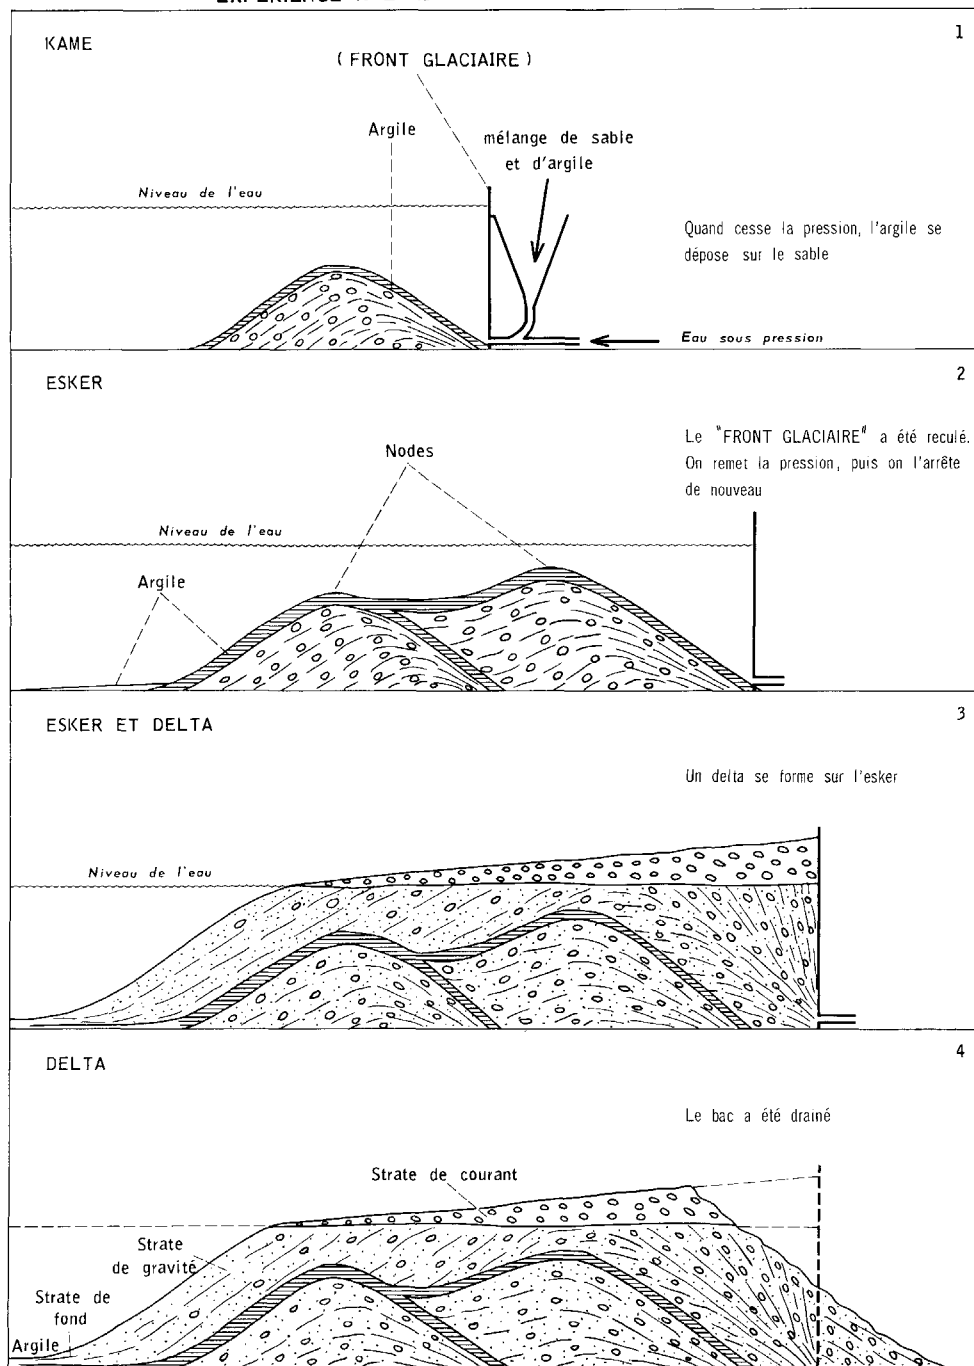 KAME
1
( FRONT GLACIAIRE )
Argile
mélange de sable
et d'argile
Niveau de l'eau
Quand cesse la pression, l'argile se
dépose sur le sable
Eau sous pression
ESKER
2
Le "FRONT GLACIAIRE" a été reculé.
On remet la pression, puis on l'arrête
de nouveau
Nodes
Niveau de l'eau
Argile
ESKER ET DELTA
3
Un delta se forme sur l'esker
Niveau de l'eau
DELTA
4
Le bac a été drainé
Strate de courant
Strate
de gravité
Strate de
fond
Argile